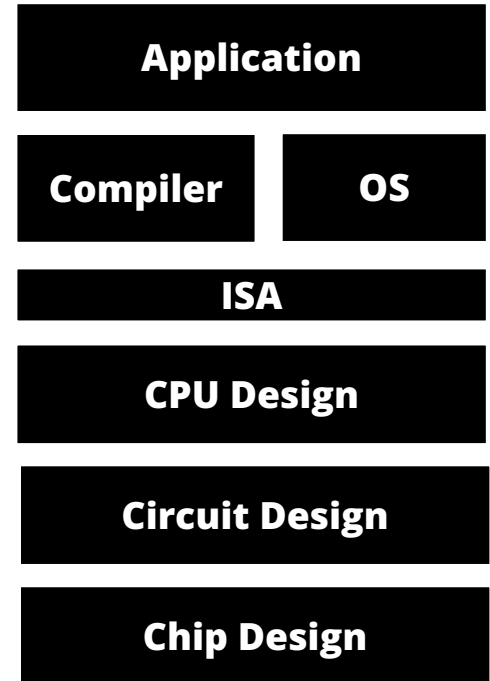 Application
Compiler
OS
ISA
CPU Design
Circuit Design
Chip Design